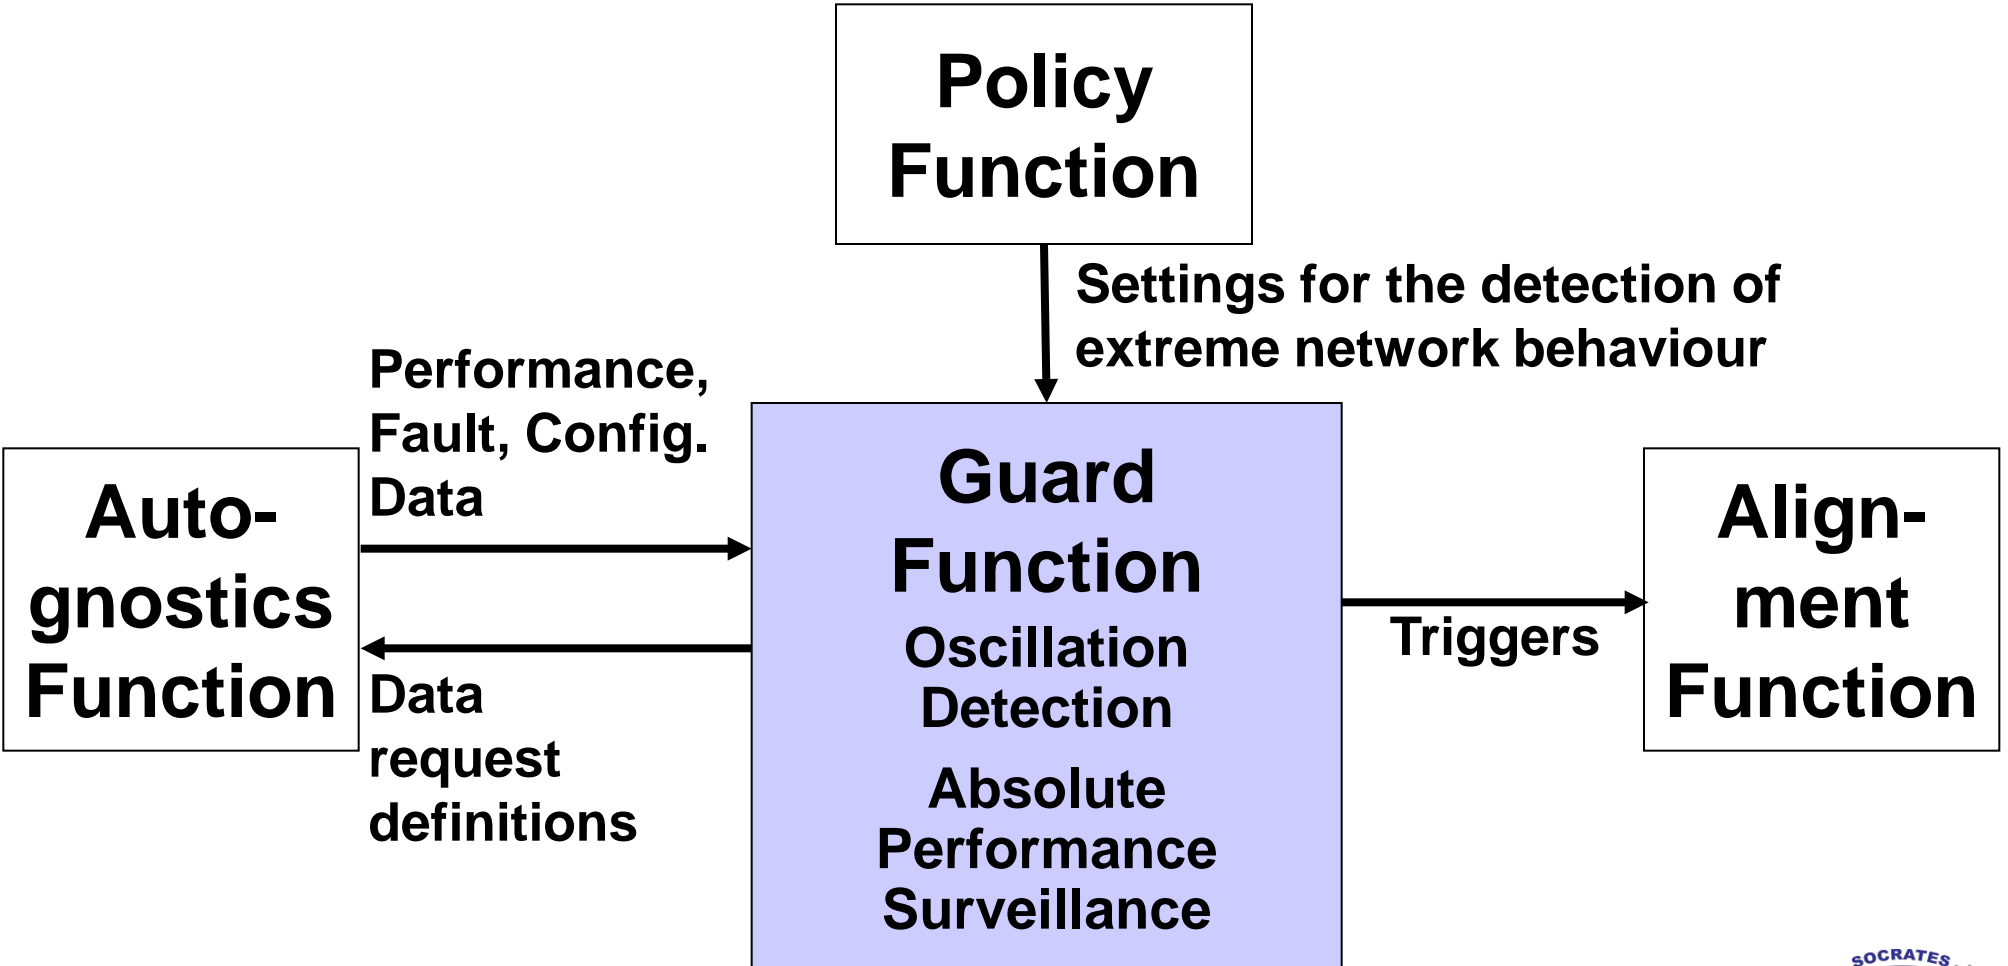 Policy
Function
Settings for the detection of
extreme network behaviour
Performance,
Fault, Config.
Data
Auto-
gnostics
Function
Data
request
definitions
Guard
Function
Oscillation
Detection
Absolute
Performance
Surveillance
Triggers
Align-
ment
Function
SOCRATES